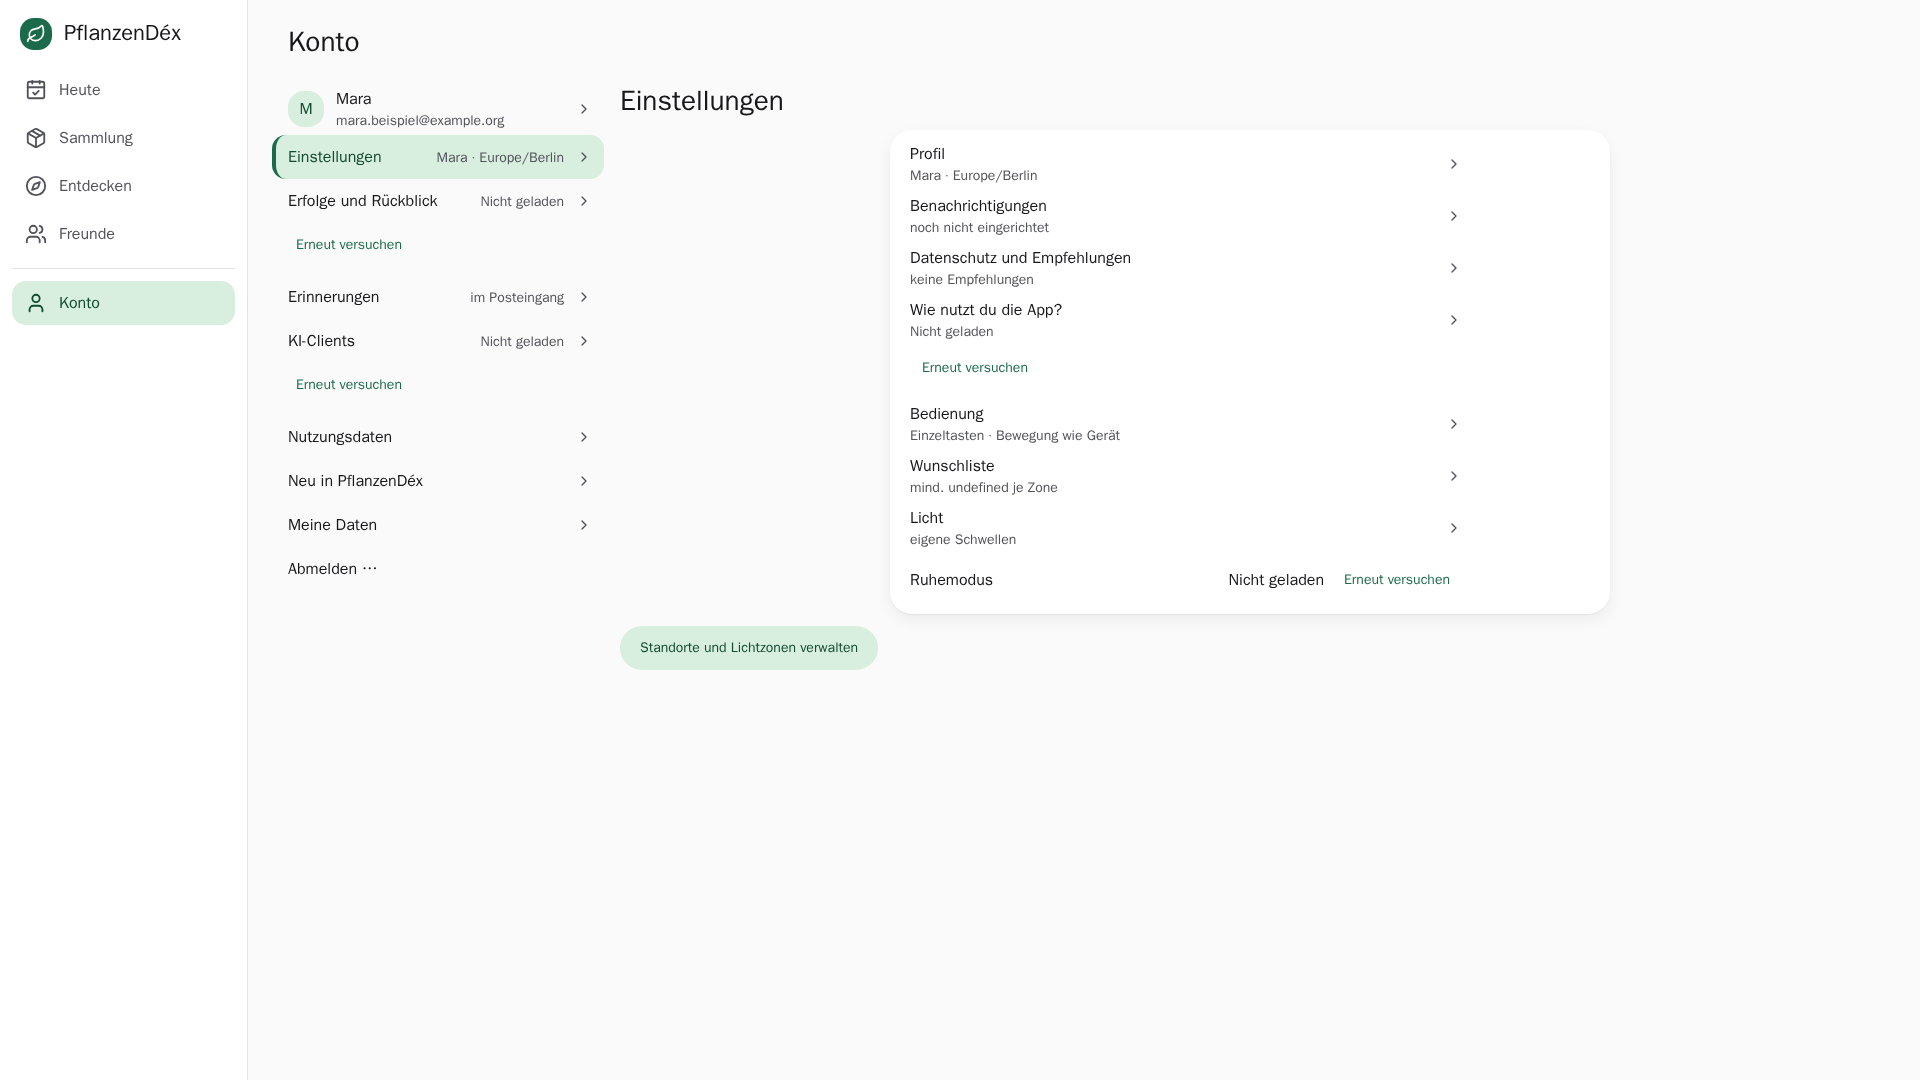 PflanzenDéx
Heute
Sammlung
Entdecken
Freunde
Konto
Konto
M
Mara
mara.beispiel@example.org
Einstellungen
Mara · Europe/Berlin
Erfolge und Rückblick
Nicht geladen
Erneut versuchen
Erinnerungen
im Posteingang
KI-Clients
Nicht geladen
Erneut versuchen
Nutzungsdaten
Neu in PflanzenDéx
Meine Daten
Abmelden ···
Einstellungen
Profil
Mara · Europe/Berlin
Benachrichtigungen
noch nicht eingerichtet
Datenschutz und Empfehlungen
keine Empfehlungen
Wie nutzt du die App?
Nicht geladen
Erneut versuchen
Bedienung
Einzeltasten · Bewegung wie Gerät
Wunschliste
mind. undefined je Zone
Licht
eigene Schwellen
Ruhemodus
Nicht geladen
Erneut versuchen
Standorte und Lichtzonen verwalten